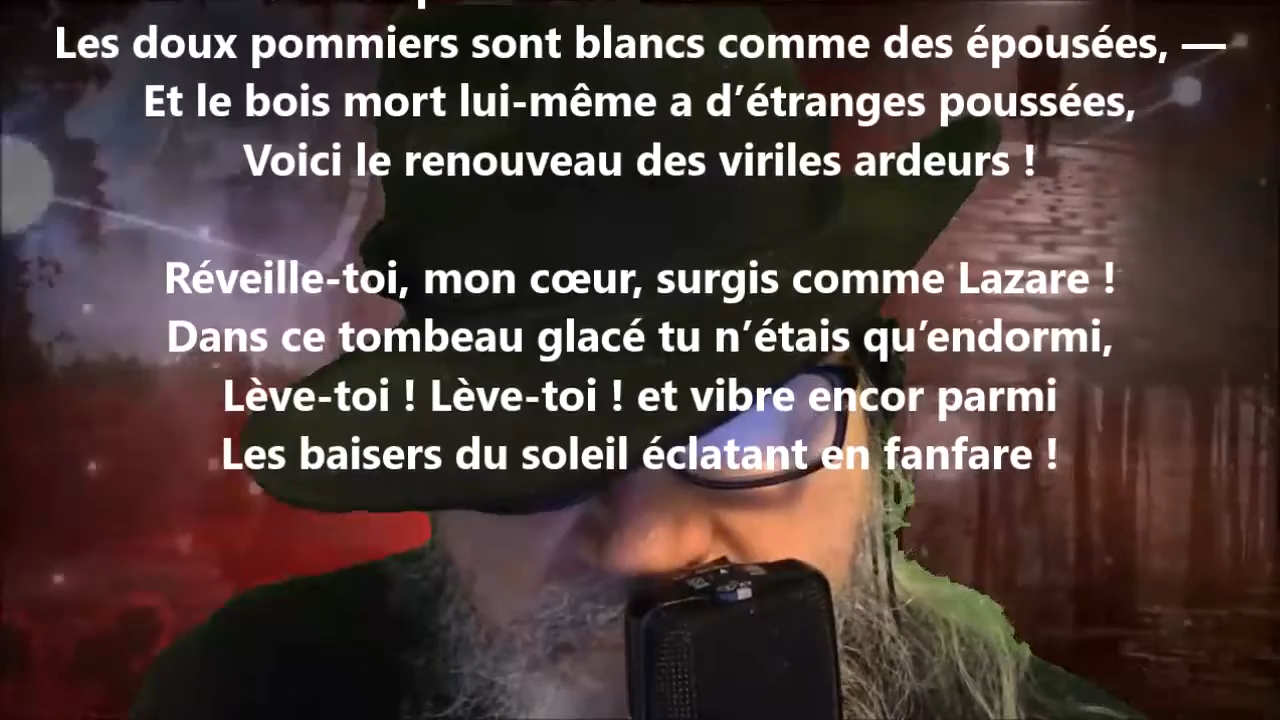 Les doux pommiers sont blancs comme des épousées, —
Et le bois mort lui-même a d’étranges poussées,
Voici le renouveau des viriles ardeurs !
Réveille-toi, mon cœur, surgis comme Lazare !
Dans ce tombeau glacé tu n’étais qu’endormi,
Lève-toi ! Lève-toi ! et vibre encor parmi
Les baisers du soleil éclatant en fanfare !